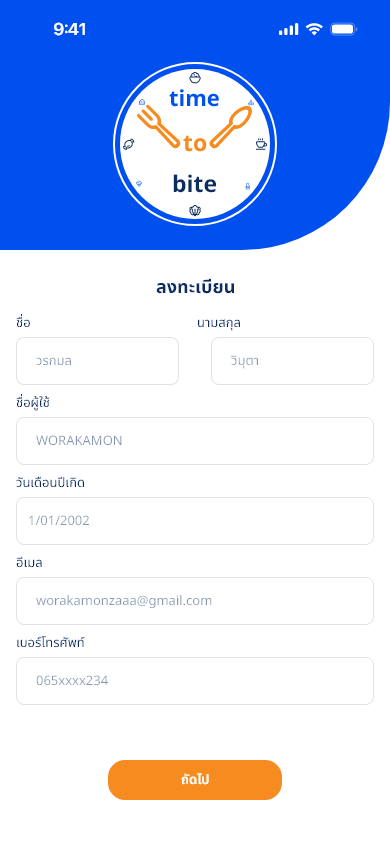 9:41
time
to
bite
ลงทะเบียน
ชื่อ นามสกุล
วรกมล วิมุตา
ชื่อผู้ใช้
WORAKAMON
วันเดือนปีเกิด
1/01/2002
อีเมล
worakamonzaaa@gmail.com
เบอร์โทรศัพท์
065xxxx234
ถัดไป